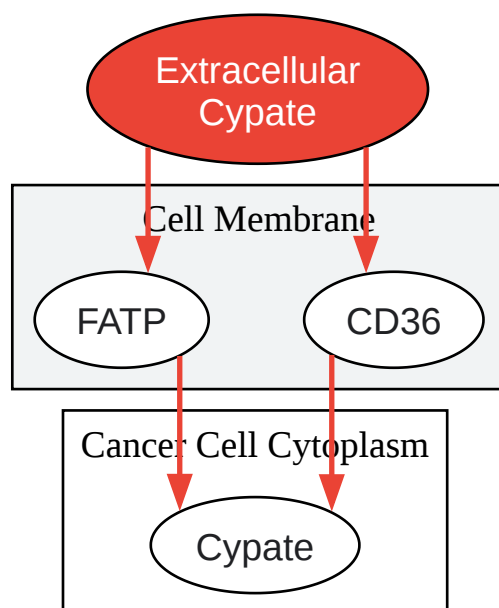 Extracellular
Cypate
Cell Membrane
FATP
CD36
Cancer Cell Cytoplasm
Cypate